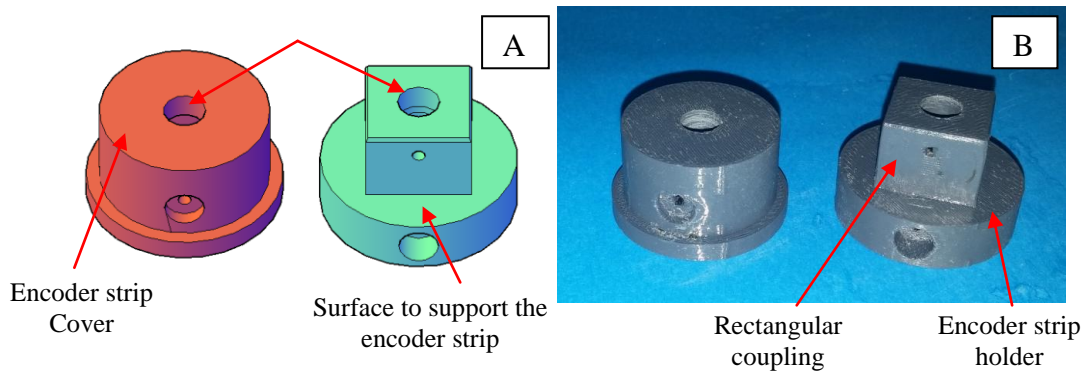 A
B
Encoder strip
Cover
Surface to support the
encoder strip
Rectangular
coupling
Encoder strip
holder